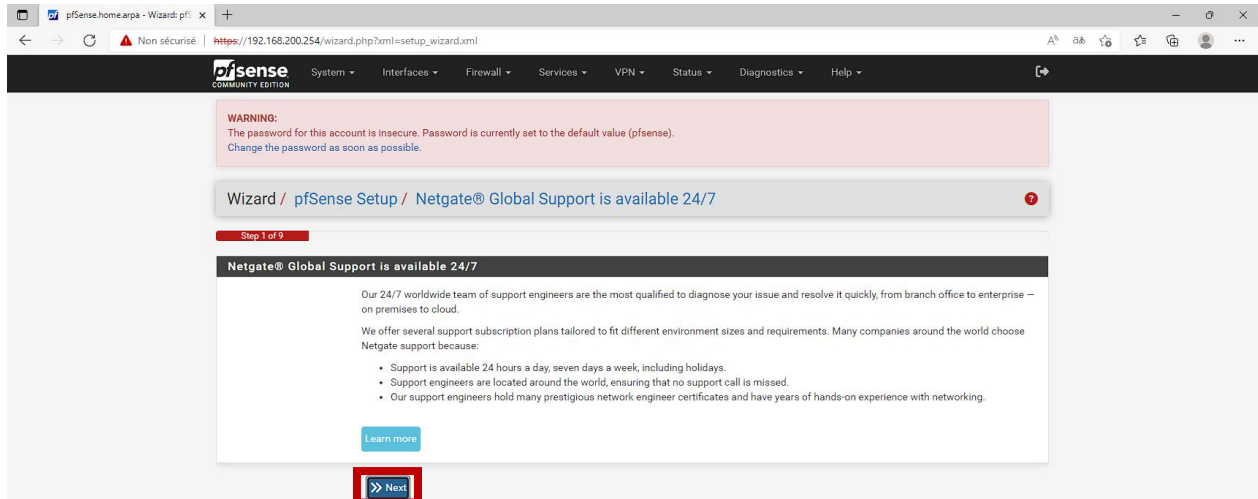 pfSense.home.arpa - Wizard: pfS
Non sécurisé https://192.168.200.254/wizard.php?xml=setup_wizard.xml
pfsense
COMMUNITY EDITION
System Interfaces Firewall Services VPN Status Diagnostics Help
WARNING:
The password for this account is insecure. Password is currently set to the default value (pfsense).
Change the password as soon as possible.
Wizard / pfSense Setup / Netgate® Global Support is available 24/7
Step 1 of 9
Netgate® Global Support is available 24/7
Our 24/7 worldwide team of support engineers are the most qualified to diagnose your issue and resolve it quickly, from branch office to enterprise —
on premises to cloud.
We offer several support subscription plans tailored to fit different environment sizes and requirements. Many companies around the world choose
Netgate support because:
• Support is available 24 hours a day, seven days a week, including holidays.
• Support engineers are located around the world, ensuring that no support call is missed.
• Our support engineers hold many prestigious network engineer certificates and have years of hands-on experience with networking.
Learn more
Next